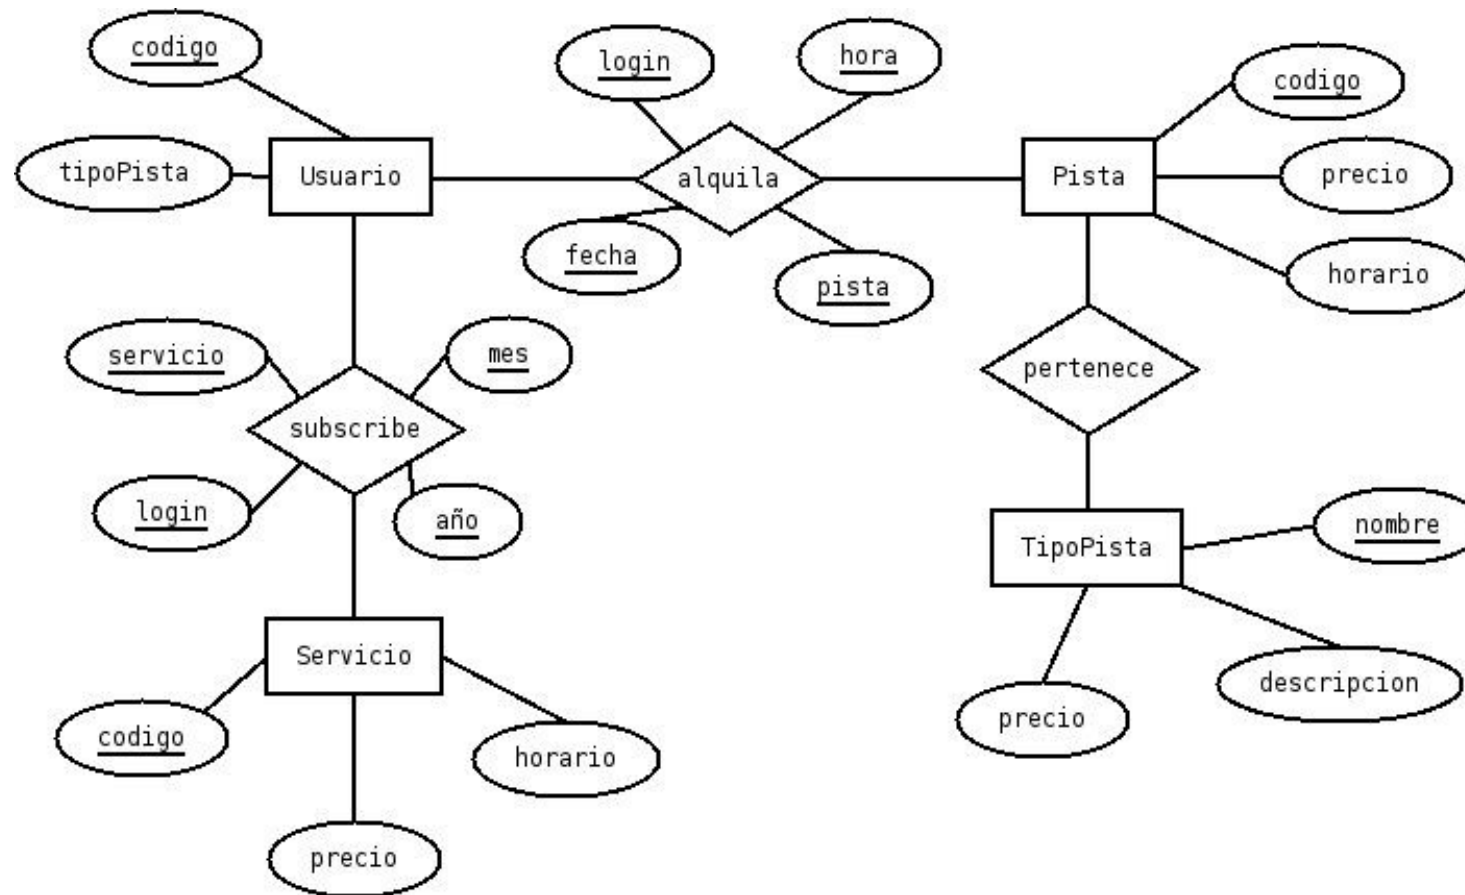 codigo
login
hora
codigo
tipoPista
Usuario
alquila
Pista
precio
fecha
pista
horario
servicio
mes
pertenece
subscribe
login
año
nombre
TipoPista
Servicio
descripcion
precio
codigo
horario
precio